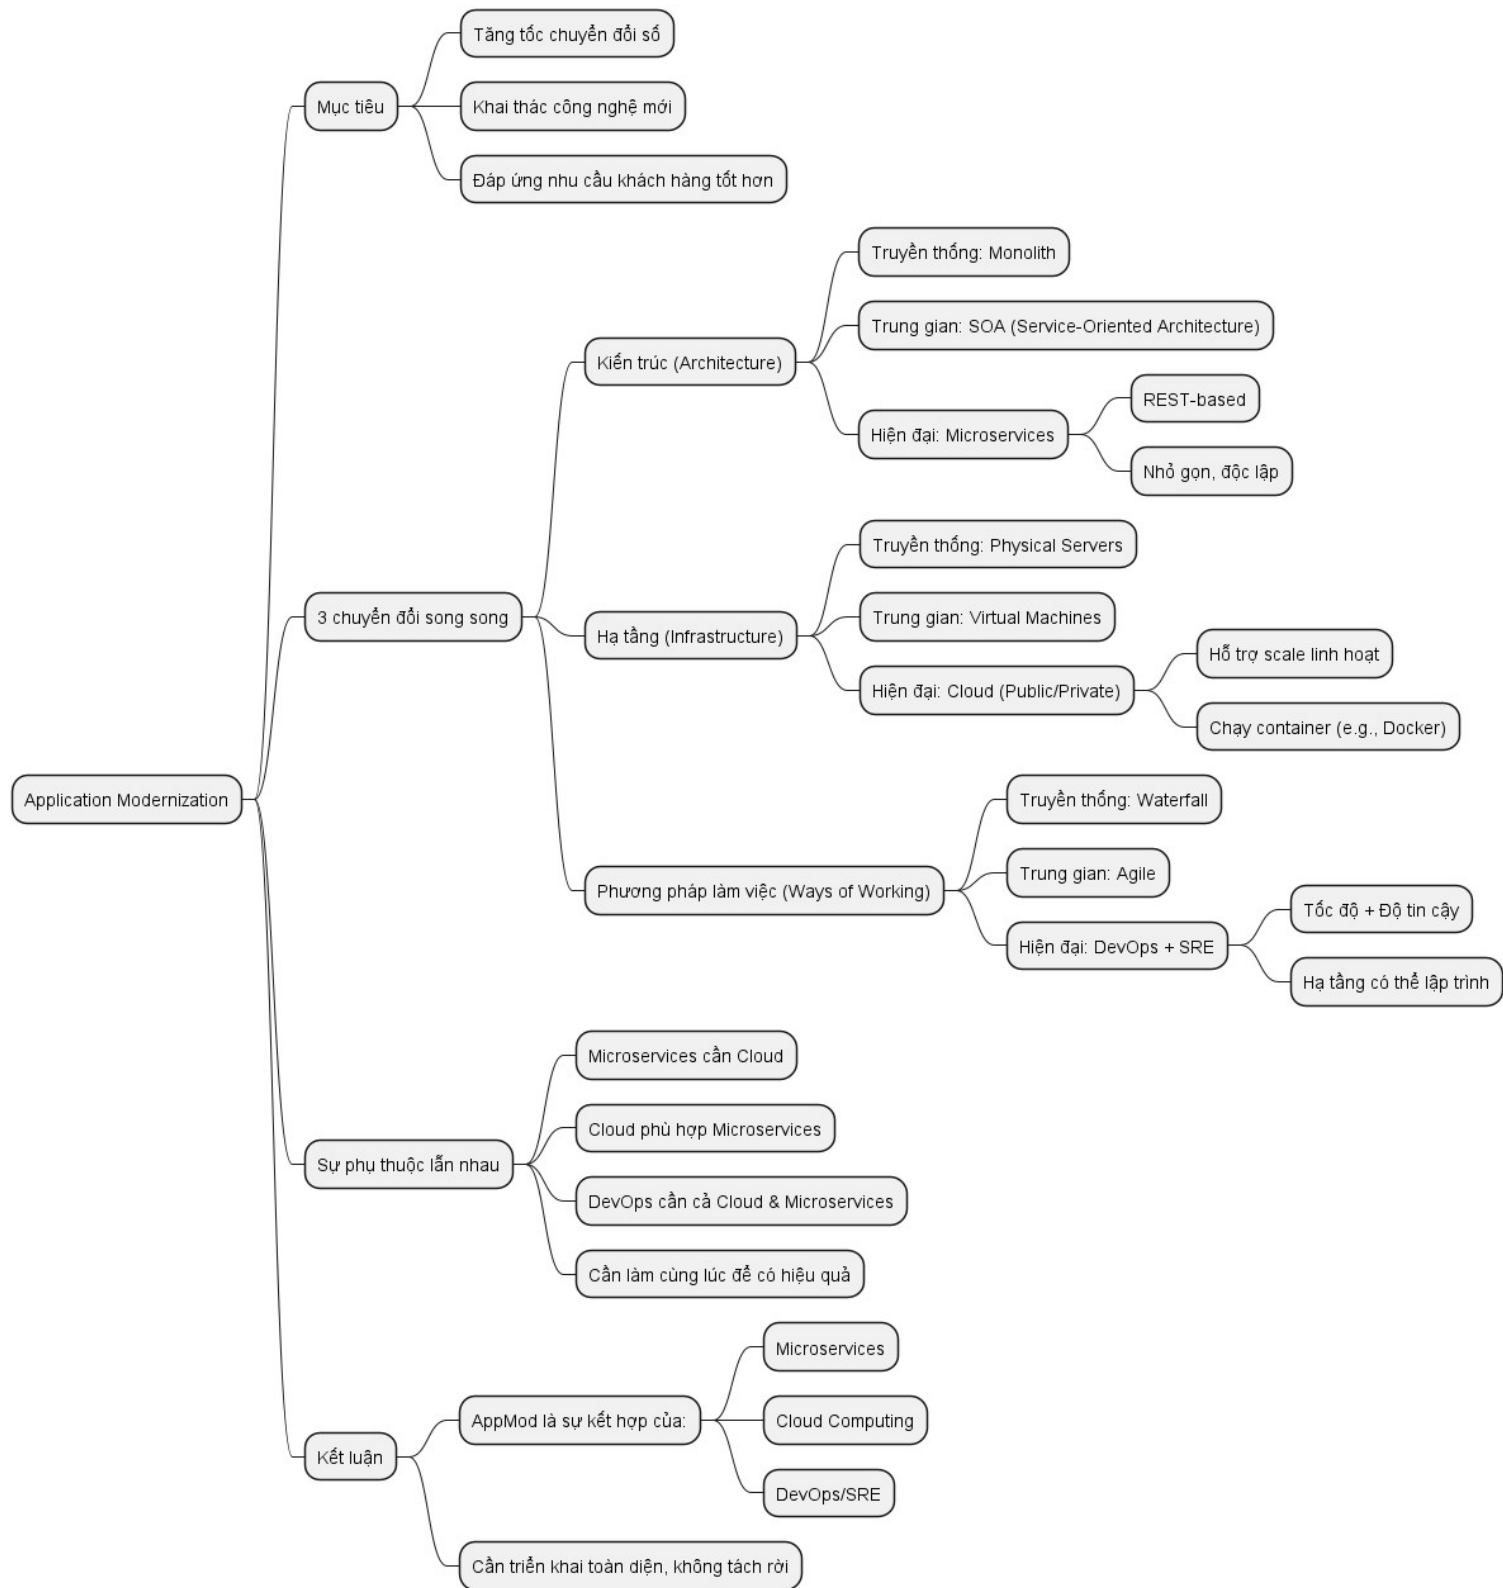 Application Modernization
Mục tiêu
Tăng tốc chuyển đổi số
Khai thác công nghệ mới
Đáp ứng nhu cầu khách hàng tốt hơn
3 chuyển đổi song song
Kiến trúc (Architecture)
Truyền thống: Monolith
Trung gian: SOA (Service-Oriented Architecture)
Hiện đại: Microservices
REST-based
Nhỏ gọn, độc lập
Hạ tầng (Infrastructure)
Truyền thống: Physical Servers
Trung gian: Virtual Machines
Hiện đại: Cloud (Public/Private)
Hỗ trợ scale linh hoạt
Chạy container (e.g., Docker)
Phương pháp làm việc (Ways of Working)
Truyền thống: Waterfall
Trung gian: Agile
Hiện đại: DevOps + SRE
Tốc độ + Độ tin cậy
Hạ tầng có thể lập trình
Sự phụ thuộc lẫn nhau
Microservices cần Cloud
Cloud phù hợp Microservices
DevOps cần cả Cloud & Microservices
Cần làm cùng lúc để có hiệu quả
Kết luận
AppMod là sự kết hợp của:
Microservices
Cloud Computing
DevOps/SRE
Cần triển khai toàn diện, không tách rời